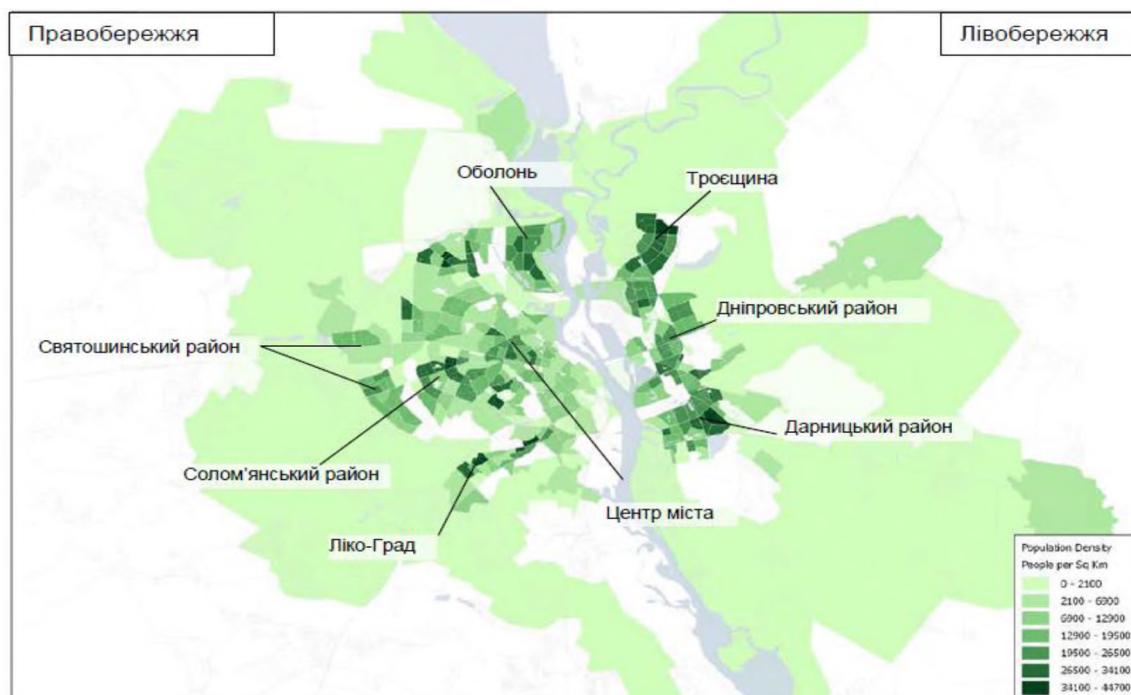 Правобережжя
Лівобережжя
Оболонь
Троєщина
Дніпровський район
Святошинський район
Дарницький район
Солом'янський район
Центр міста
Ліко-Град
Population Density
People per Sq Km
0 - 2100
2100 - 6900
6900 - 12900
12900 - 19500
19500 - 26500
26500 - 34100
34100 - 44700